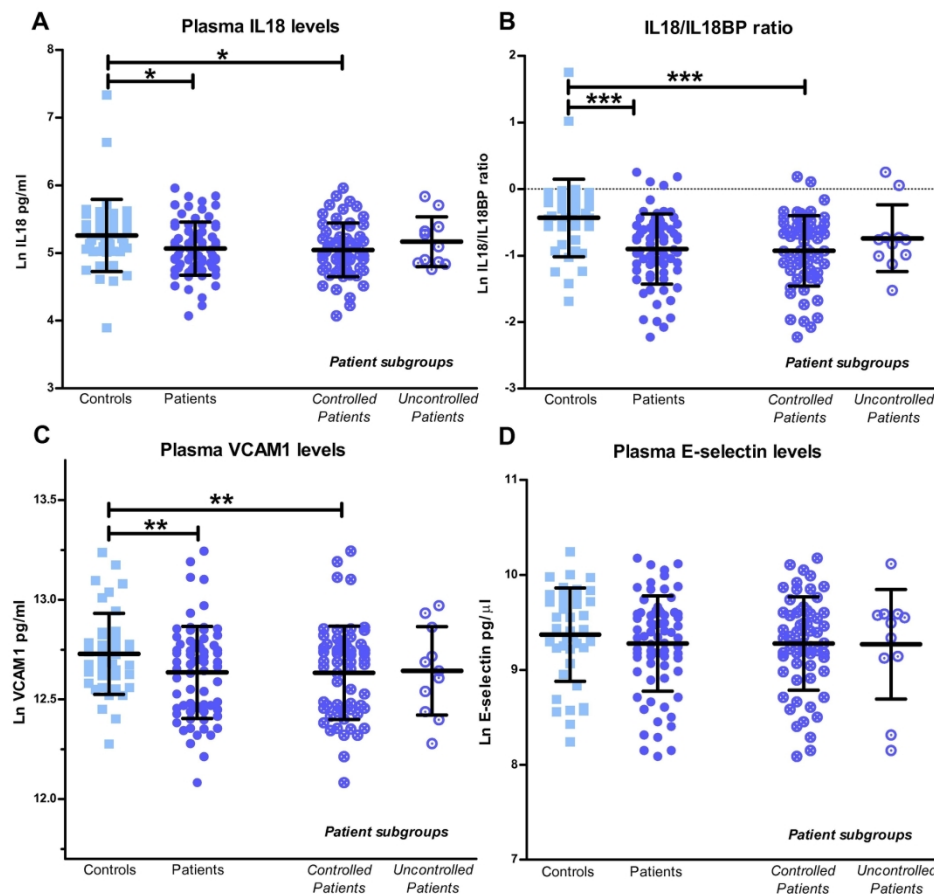 A
Plasma IL18 levels
8
7
6
5
4
3
Ln IL18 pg/ml
*
*
Patient subgroups
Controls
Patients
Controlled
Patients
Uncontrolled
Patients
B
IL18/IL18BP ratio
2
1
0
-1
-2
-3
Ln IL18/IL18BP ratio
***
***
Patient subgroups
Controls
Patients
Controlled
Patients
Uncontrolled
Patients
C
Plasma VCAM1 levels
13.5
13.0
12.5
12.0
Ln VCAM1 pg/ml
**
**
Patient subgroups
Controls
Patients
Controlled
Patients
Uncontrolled
Patients
D
Plasma E-selectin levels
11
10
9
8
7
Ln E-selectin pg/µl
Patient subgroups
Controls
Patients
Controlled
Patients
Uncontrolled
Patients